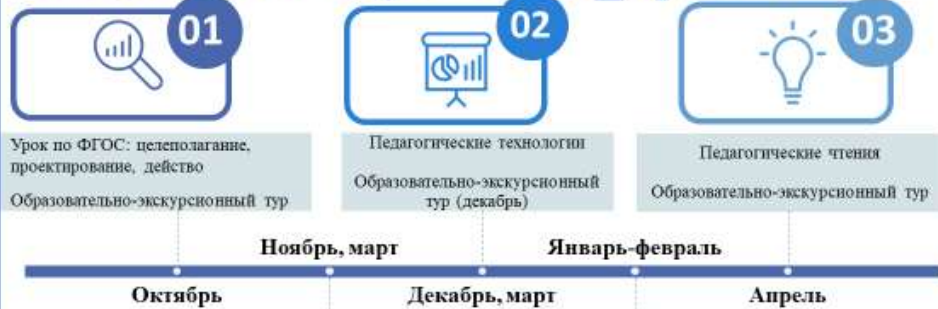 01
Урок по ФГОС: целеполагание,
проектирование, действо
Образовательно-экскурсионный тур
02
Педагогические технологии
Образовательно-экскурсионный
тур (декабрь)
03
Педагогические чтения
Образовательно-экскурсионный тур
Ноябрь, март
Январь-февраль
Октябрь
Декабрь, март
Апрель